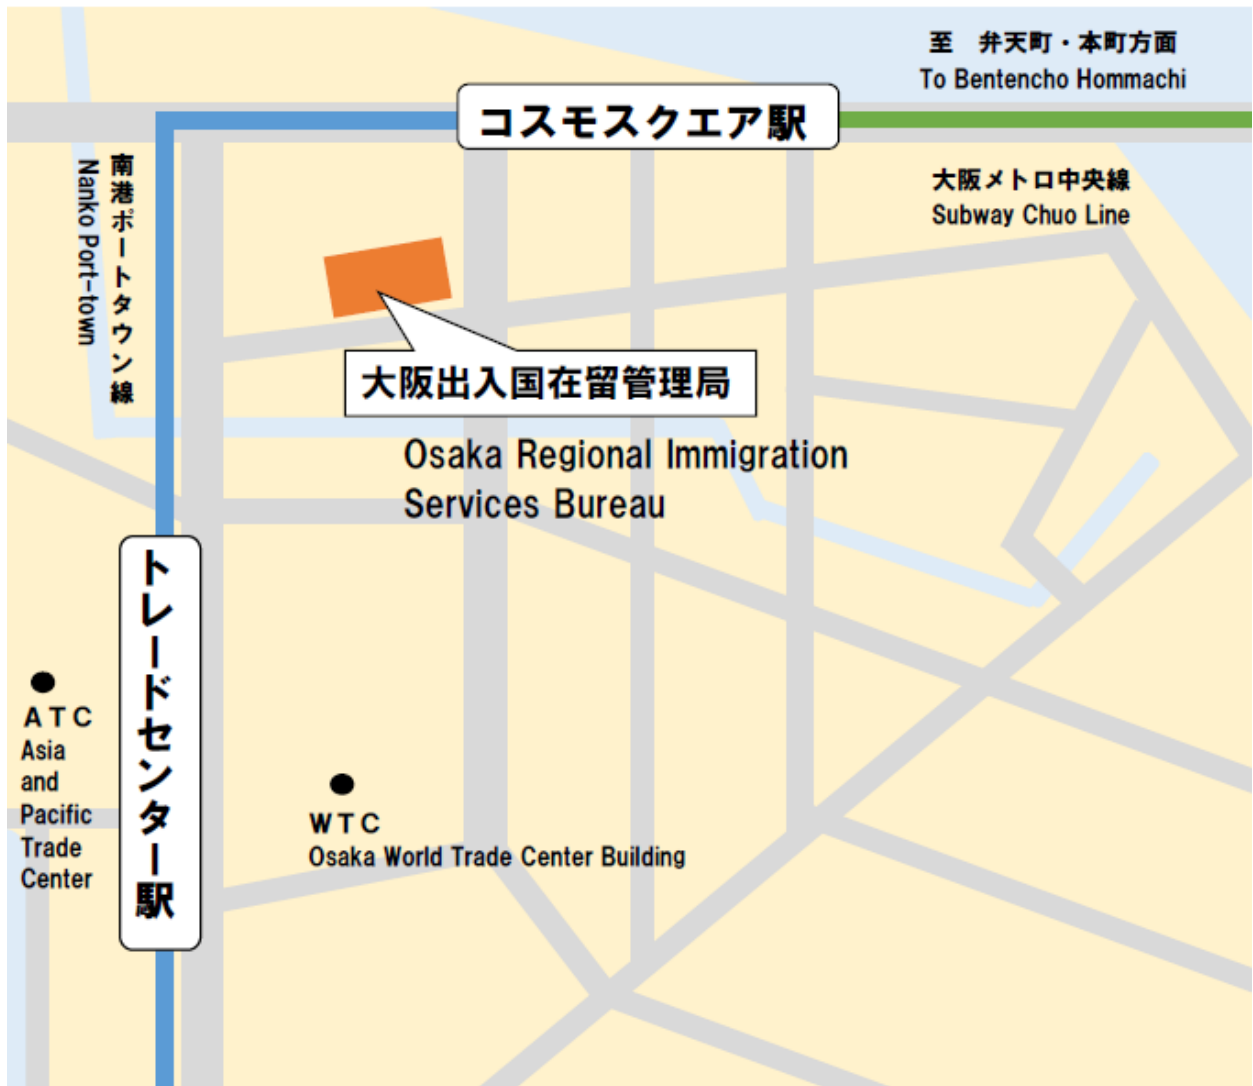 至　弁天町・本町方面
To Bentencho Hommachi
コスモスクエア駅
大阪メトロ中央線
Subway Chuo Line
南港ポートタウン線
Nanko Port-town
大阪出入国在留管理局
Osaka Regional Immigration
Services Bureau
トレードセンター駅
ＡＴＣ
Asia
and
Pacific
Trade
Center
ＷＴＣ
Osaka World Trade Center Building